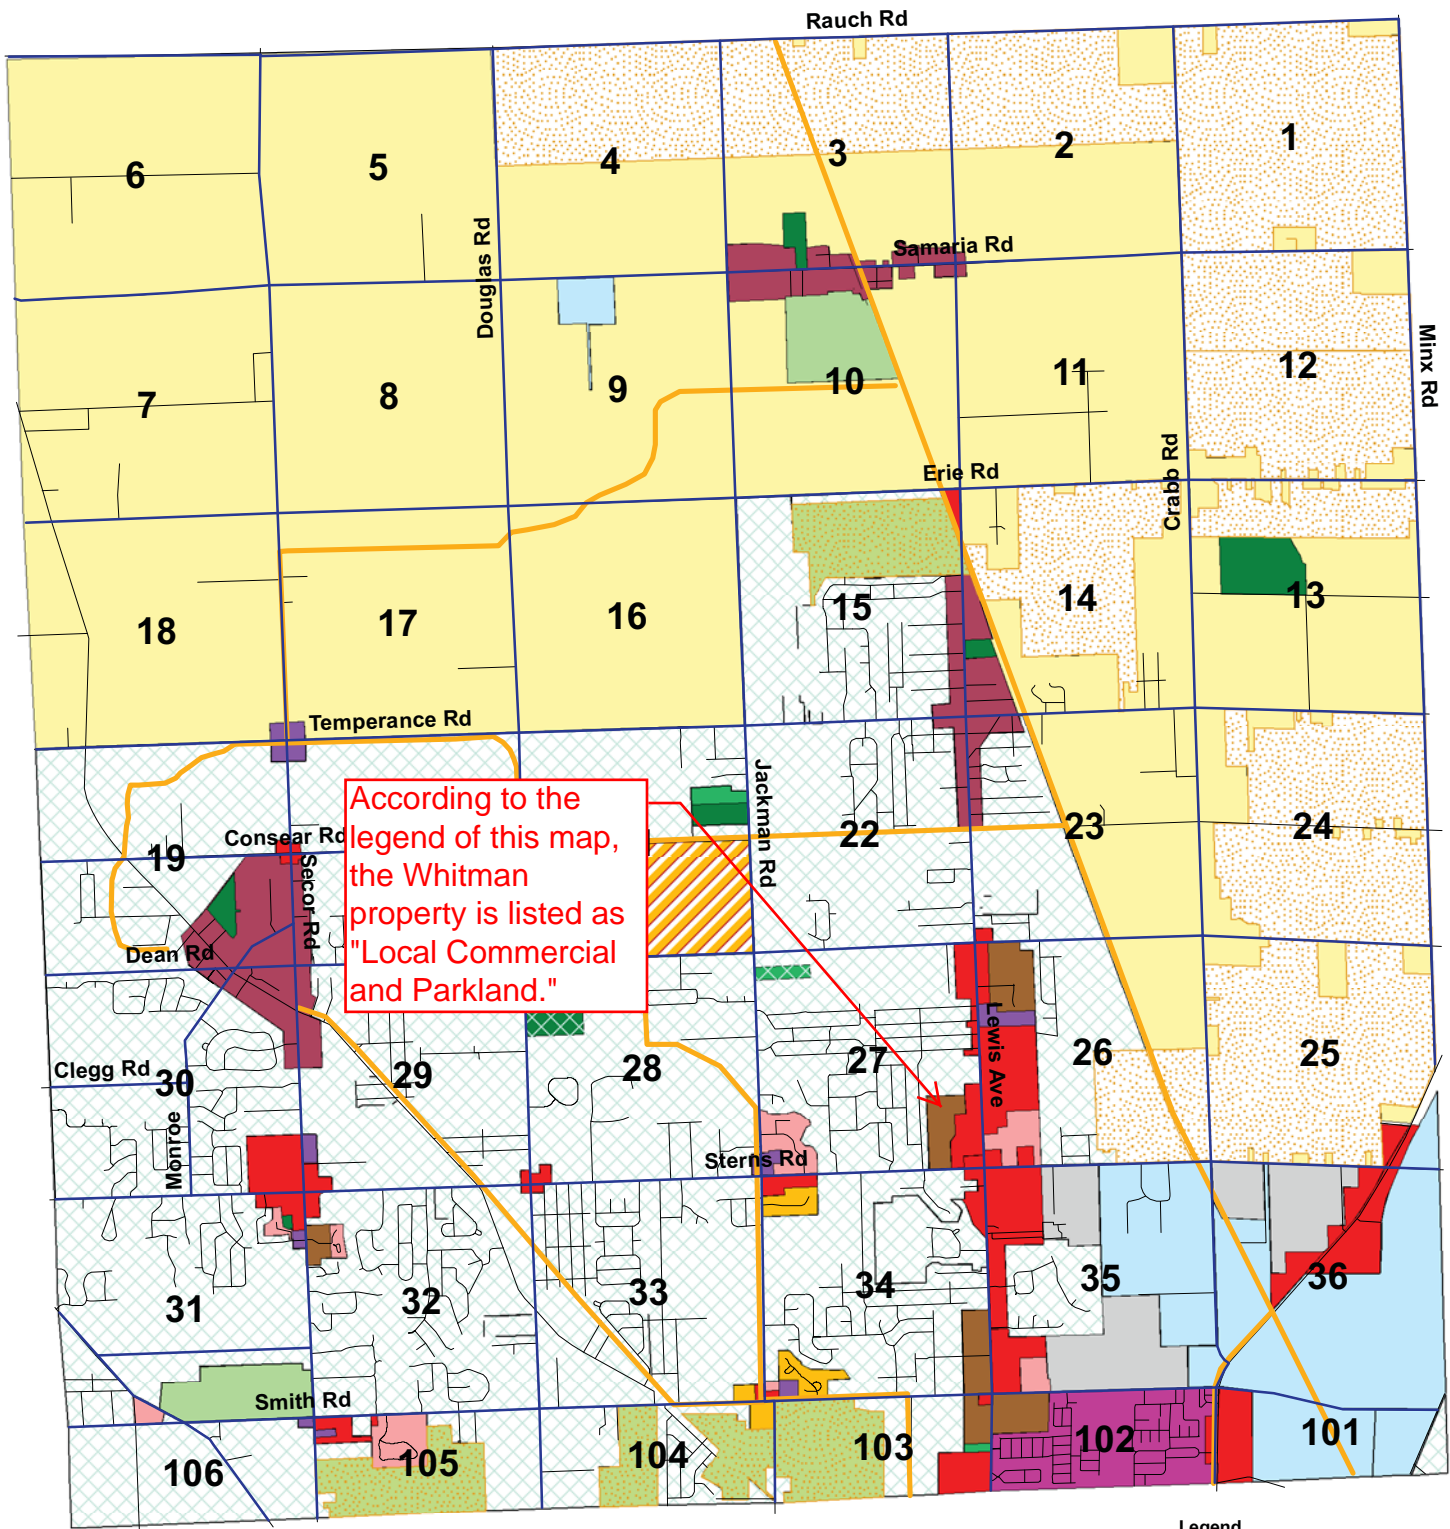 Rauch Rd
6
5
4
3
2
1
Douglas Rd
Samaria Rd
Minx Rd
7
8
9
10
11
12
Crabb Rd
Erie Rd
18
17
16
15
14
13
Temperance Rd
Jackman Rd
According to the
legend of this map,
the Whitman
property is listed as
"Local Commercial
and Parkland."
Consear Rd
19
22
23
24
Secor Rd
Dean Rd
Lewis Ave
Clegg Rd
30
29
28
27
26
25
Monroe
Sterns Rd
31
32
33
34
35
36
Smith Rd
106
105
104
103
102
101
Legend